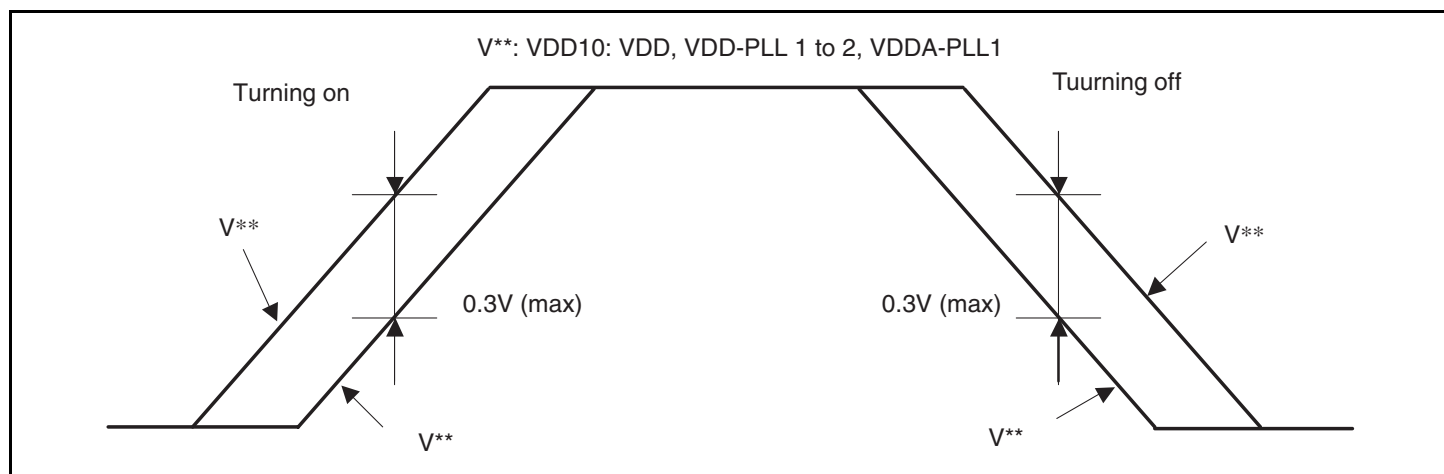 V**: VDD10: VDD, VDD-PLL 1 to 2, VDDA-PLL1
Turning on
Tuurning off
V**
V**
0.3V (max)
0.3V (max)
V**
V**